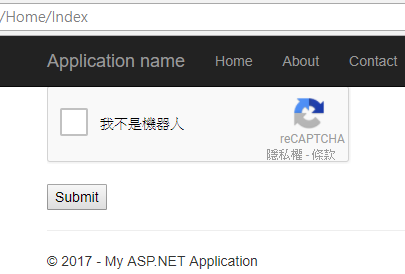 /Home/Index
Application name Home About Contact
我不是機器人
reCAPTCHA
隱私權 - 條款
Submit
© 2017 - My ASP.NET Application